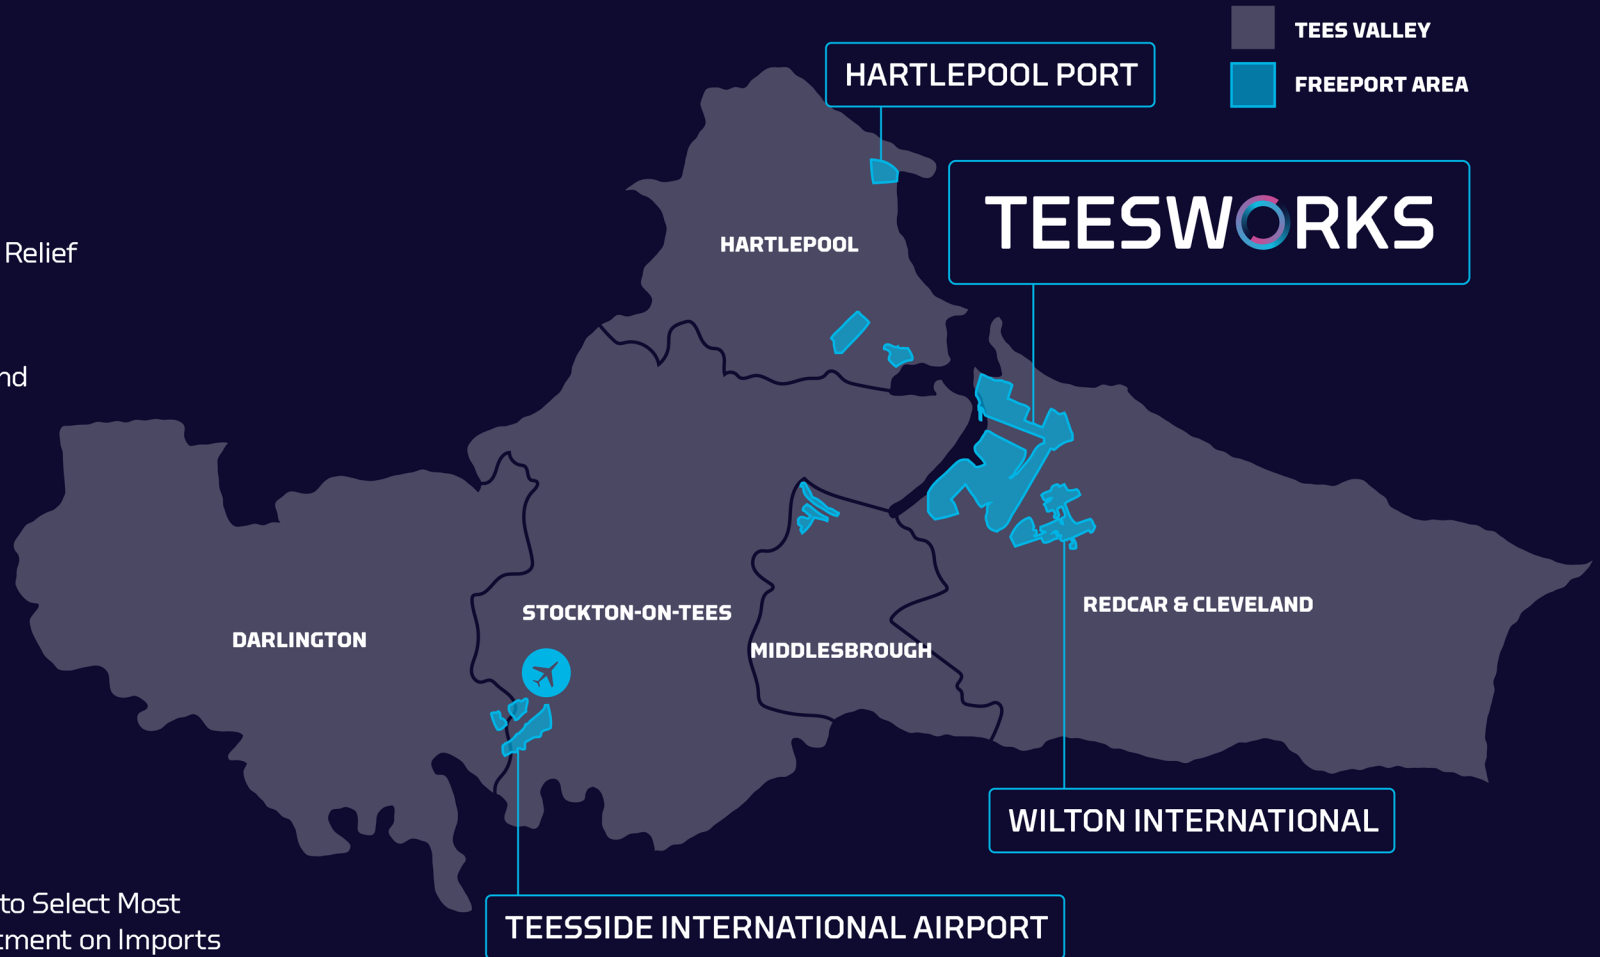 TEES VALLEY
FREEPORT AREA
HARTLEPOOL PORT
TEESWORKS
HARTLEPOOL
Relief
nd
STOCKTON-ON-TEES
REDCAR & CLEVELAND
DARLINGTON
MIDDLESBROUGH
WILTON INTERNATIONAL
TEESSIDE INTERNATIONAL AIRPORT
to Select Most
tment on Imports